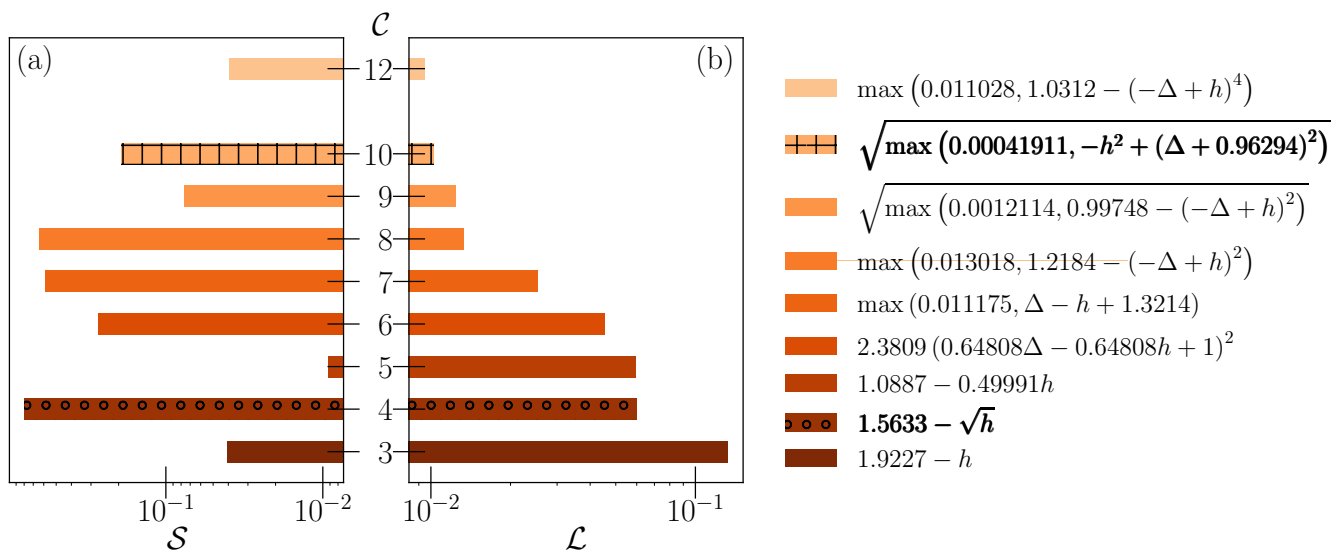 C
(a)
(b)
12
10
9
8
7
6
5
4
3
10⁻¹ 10⁻²
S
10⁻² 10⁻¹
L
max (0.011028, 1.0312 − (−Δ + h)⁴)
√max (0.00041911, −h² + (Δ + 0.96294)²)
√max (0.0012114, 0.99748 − (−Δ + h)²)
max (0.013018, 1.2184 − (−Δ + h)²)
max (0.011175, Δ − h + 1.3214)
2.3809 (0.64808Δ − 0.64808h + 1)²
1.0887 − 0.49991h
1.5633 − √h
1.9227 − h